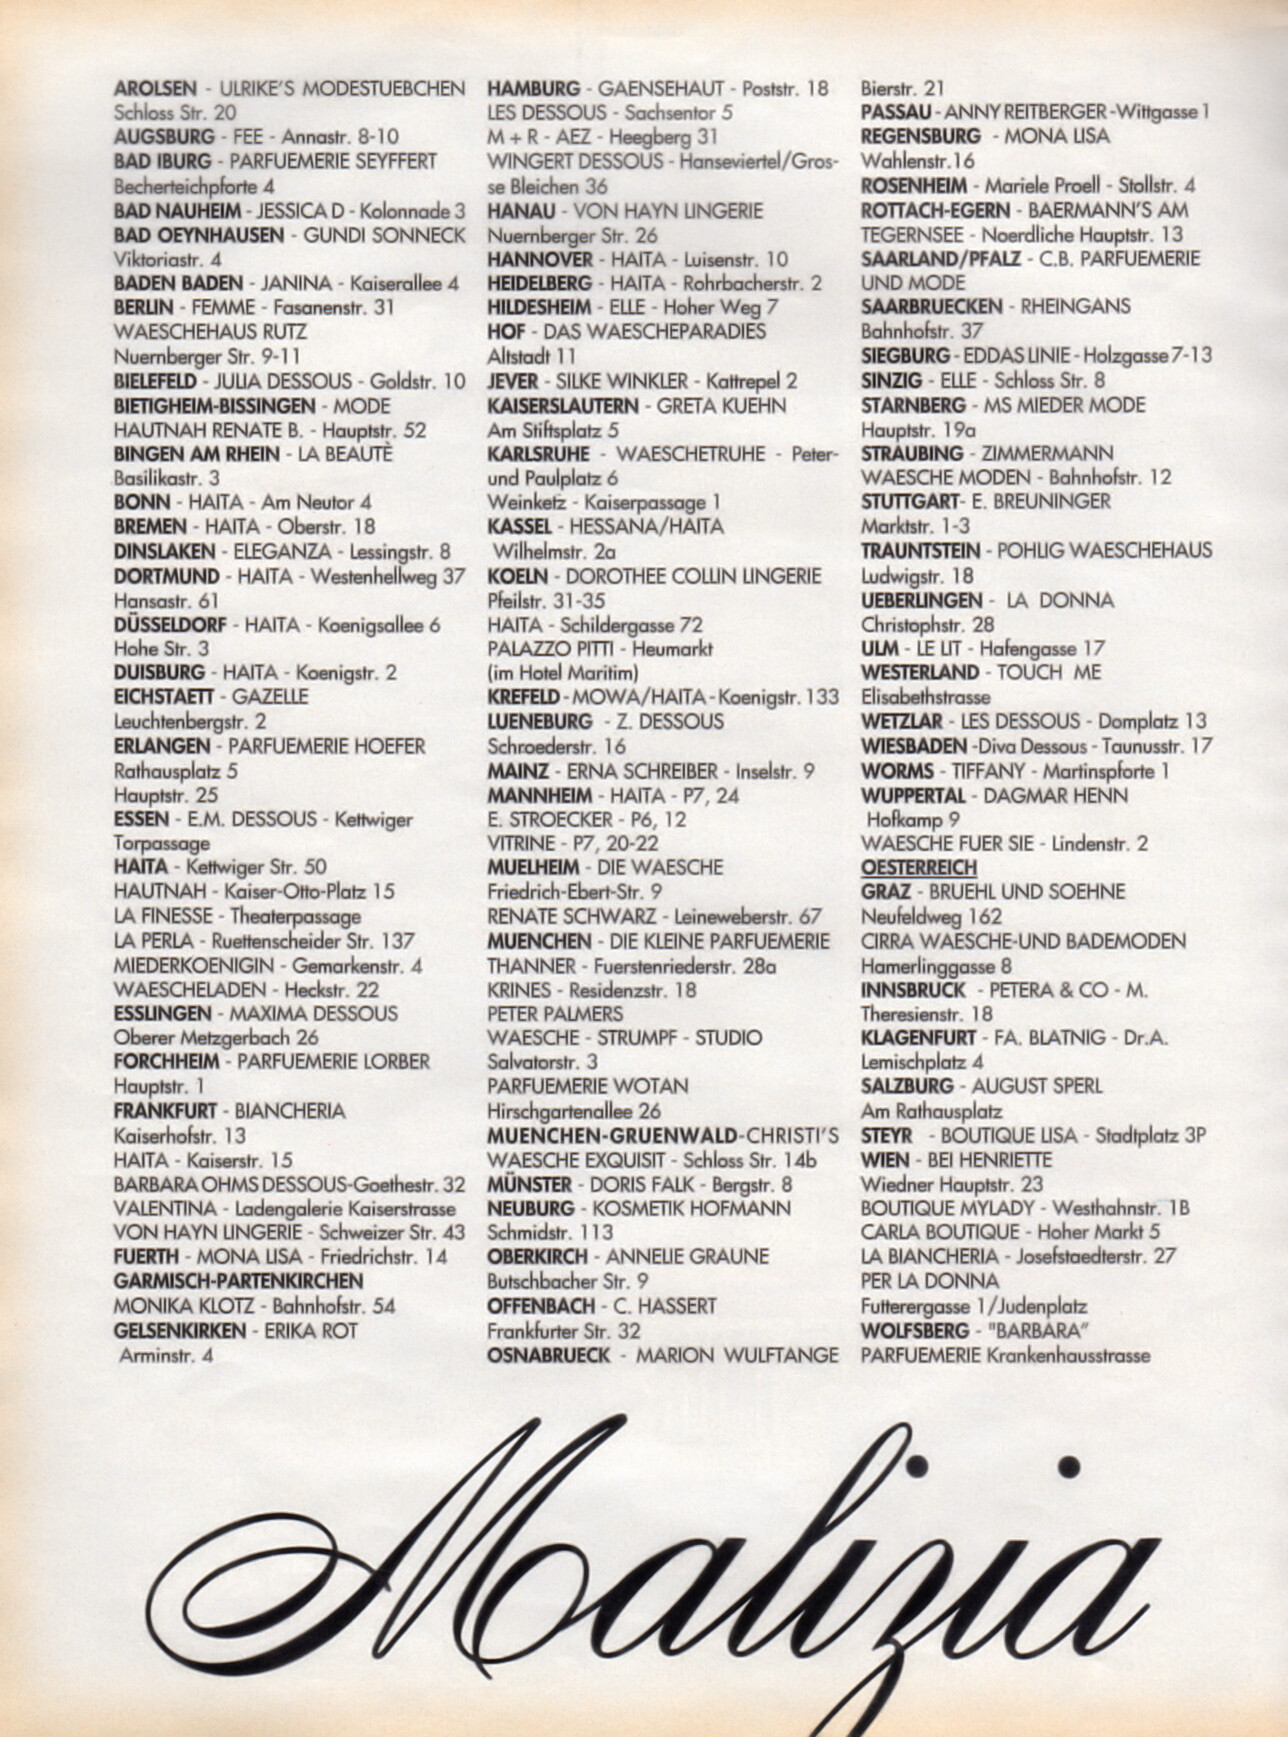 AROLSEN - ULRIKE'S MODESTUEBCHEN
Schloss Str. 20
AUGSBURG - FEE - Annastr. 8-10
BAD IBURG - PARFUEMERIE SEYFFERT
Becherteichpforte 4
BAD NAUHEIM - JESSICA D - Kolonnade 3
BAD OEYNHAUSEN - GUNDI SONNECK
Viktoriastr. 4
BADEN BADEN - JANINA - Kaiserallee 4
BERLIN - FEMME - Fasanenstr. 31
WAESCHEHAUS RUTZ
Nuernberger Str. 9-11
BIELEFELD - JULIA DESSOUS - Goldstr. 10
BIETIGHEIM-BISSINGEN - MODE
HAUTNAH RENATE B. - Hauptstr. 52
BINGEN AM RHEIN - LA BEAUTÈ
Basilikastr. 3
BONN - HAITA - Am Neutor 4
BREMEN - HAITA - Oberstr. 18
DINSLAKEN - ELEGANZA - Lessingstr. 8
DORTMUND - HAITA - Westenhellweg 37
Hansastr. 61
DÜSSELDORF - HAITA - Koenigsallee 6
Hohe Str. 3
DUISBURG - HAITA - Koenigstr. 2
EICHSTAETT - GAZELLE
Leuchtenbergstr. 2
ERLANGEN - PARFUEMERIE HOEFER
Rathausplatz 5
Hauptstr. 25
ESSEN - E.M. DESSOUS - Kettwiger
Torpassage
HAITA - Kettwiger Str. 50
HAUTNAH - Kaiser-Otto-Platz 15
LA FINESSE - Theaterpassage
LA PERLA - Ruettenscheider Str. 137
MIEDERKOENIGIN - Gemarkenstr. 4
WAESCHELADEN - Heckstr. 22
ESSLINGEN - MAXIMA DESSOUS
Oberer Metzgerbach 26
FORCHHEIM - PARFUEMERIE LORBER
Hauptstr. 1
FRANKFURT - BIANCHERIA
Kaiserhofstr. 13
HAITA - Kaiserstr. 15
BARBARA OHMS DESSOUS-Goethestr. 32
VALENTINA - Ladengalerie Kaiserstrasse
VON HAYN LINGERIE - Schweizer Str. 43
FUERTH - MONA LISA - Friedrichstr. 14
GARMISCH-PARTENKIRCHEN
MONIKA KLOTZ - Bahnhofstr. 54
GELSENKIRKEN - ERIKA ROT
Arminstr. 4
HAMBURG - GAENSEHAUT - Poststr. 18
LES DESSOUS - Sachsentor 5
M + R - AEZ - Heegberg 31
WINGERT DESSOUS - Hanseviertel/Gros-
se Bleichen 36
HANAU - VON HAYN LINGERIE
Nuernberger Str. 26
HANNOVER - HAITA - Luisenstr. 10
HEIDELBERG - HAITA - Rohrbacherstr. 2
HILDESHEIM - ELLE - Hoher Weg 7
HOF - DAS WAESCHEPARADIES
Altstadt 11
JEVER - SILKE WINKLER - Kattrepel 2
KAISERSLAUTERN - GRETA KUEHN
Am Stiftsplatz 5
KARLSRUHE - WAESCHETRUHE - Peter-
und Paulplatz 6
Weinketz - Kaiserpassage 1
KASSEL - HESSANA/HAITA
Wilhelmstr. 2a
KOELN - DOROTHEE COLLIN LINGERIE
Pfeilstr. 31-35
HAITA - Schildergasse 72
PALAZZO PITTI - Heumarkt
(im Hotel Maritim)
KREFELD - MOWA/HAITA - Koenigstr. 133
LUENEBURG - Z. DESSOUS
Schroederstr. 16
MAINZ - ERNA SCHREIBER - Inselstr. 9
MANNHEIM - HAITA - P7, 24
E. STROECKER - P6, 12
VITRINE - P7, 20-22
MUELHEIM - DIE WAESCHE
Friedrich-Ebert-Str. 9
RENATE SCHWARZ - Leineweberstr. 67
MUENCHEN - DIE KLEINE PARFUEMERIE
THANNER - Fuerstenriederstr. 28a
KRINES - Residenzstr. 18
PETER PALMERS
WAESCHE - STRUMPF - STUDIO
Salvatorstr. 3
PARFUEMERIE WOTAN
Hirschgartenallee 26
MUENCHEN-GRUENWALD-CHRISTI'S
WAESCHE EXQUISIT - Schloss Str. 14b
MÜNSTER - DORIS FALK - Bergstr. 8
NEUBURG - KOSMETIK HOFMANN
Schmidstr. 113
OBERKIRCH - ANNELIE GRAUNE
Butschbacher Str. 9
OFFENBACH - C. HASSERT
Frankfurter Str. 32
OSNABRUECK - MARION WULFTANGE
Bierstr. 21
PASSAU - ANNY REITBERGER -Wittgasse 1
REGENSBURG - MONA LISA
Wahlenstr.16
ROSENHEIM - Mariele Proell - Stollstr. 4
ROTTACH-EGERN - BAERMANN'S AM
TEGERNSEE - Noerdliche Hauptstr. 13
SAARLAND/PFALZ - C.B. PARFUEMERIE
UND MODE
SAARBRUECKEN - RHEINGANS
Bahnhofstr. 37
SIEGBURG - EDDAS LINIE - Holzgasse 7-13
SINZIG - ELLE - Schloss Str. 8
STARNBERG - MS MIEDER MODE
Hauptstr. 19a
STRAUBING - ZIMMERMANN
WAESCHE MODEN - Bahnhofstr. 12
STUTTGART- E. BREUNINGER
Marktstr. 1-3
TRAUNTSTEIN - POHLIG WAESCHEHAUS
Ludwigstr. 18
UEBERLINGEN - LA DONNA
Christophstr. 28
ULM - LE LIT - Hafengasse 17
WESTERLAND - TOUCH ME
Elisabethstrasse
WETZLAR - LES DESSOUS - Domplatz 13
WIESBADEN -Diva Dessous - Taunusstr. 17
WORMS - TIFFANY - Martinspforte 1
WUPPERTAL - DAGMAR HENN
Hofkamp 9
WAESCHE FUER SIE - Lindenstr. 2
OESTERREICH
GRAZ - BRUEHL UND SOEHNE
Neufeldweg 162
CIRRA WAESCHE-UND BADEMODEN
Hamerlinggasse 8
INNSBRUCK - PETERA & CO - M.
Theresienstr. 18
KLAGENFURT - FA. BLATNIG - Dr.A.
Lemischplatz 4
SALZBURG - AUGUST SPERL
Am Rathausplatz
STEYR - BOUTIQUE LISA - Stadtplatz 3P
WIEN - BEI HENRIETTE
Wiedner Hauptstr. 23
BOUTIQUE MYLADY - Westhahnstr. 1B
CARLA BOUTIQUE - Hoher Markt 5
LA BIANCHERIA - Josefstaedterstr. 27
PER LA DONNA
Futterergasse 1/Judenplatz
WOLFSBERG - "BARBARA"
PARFUEMERIE Krankenhausstrasse
Malizia